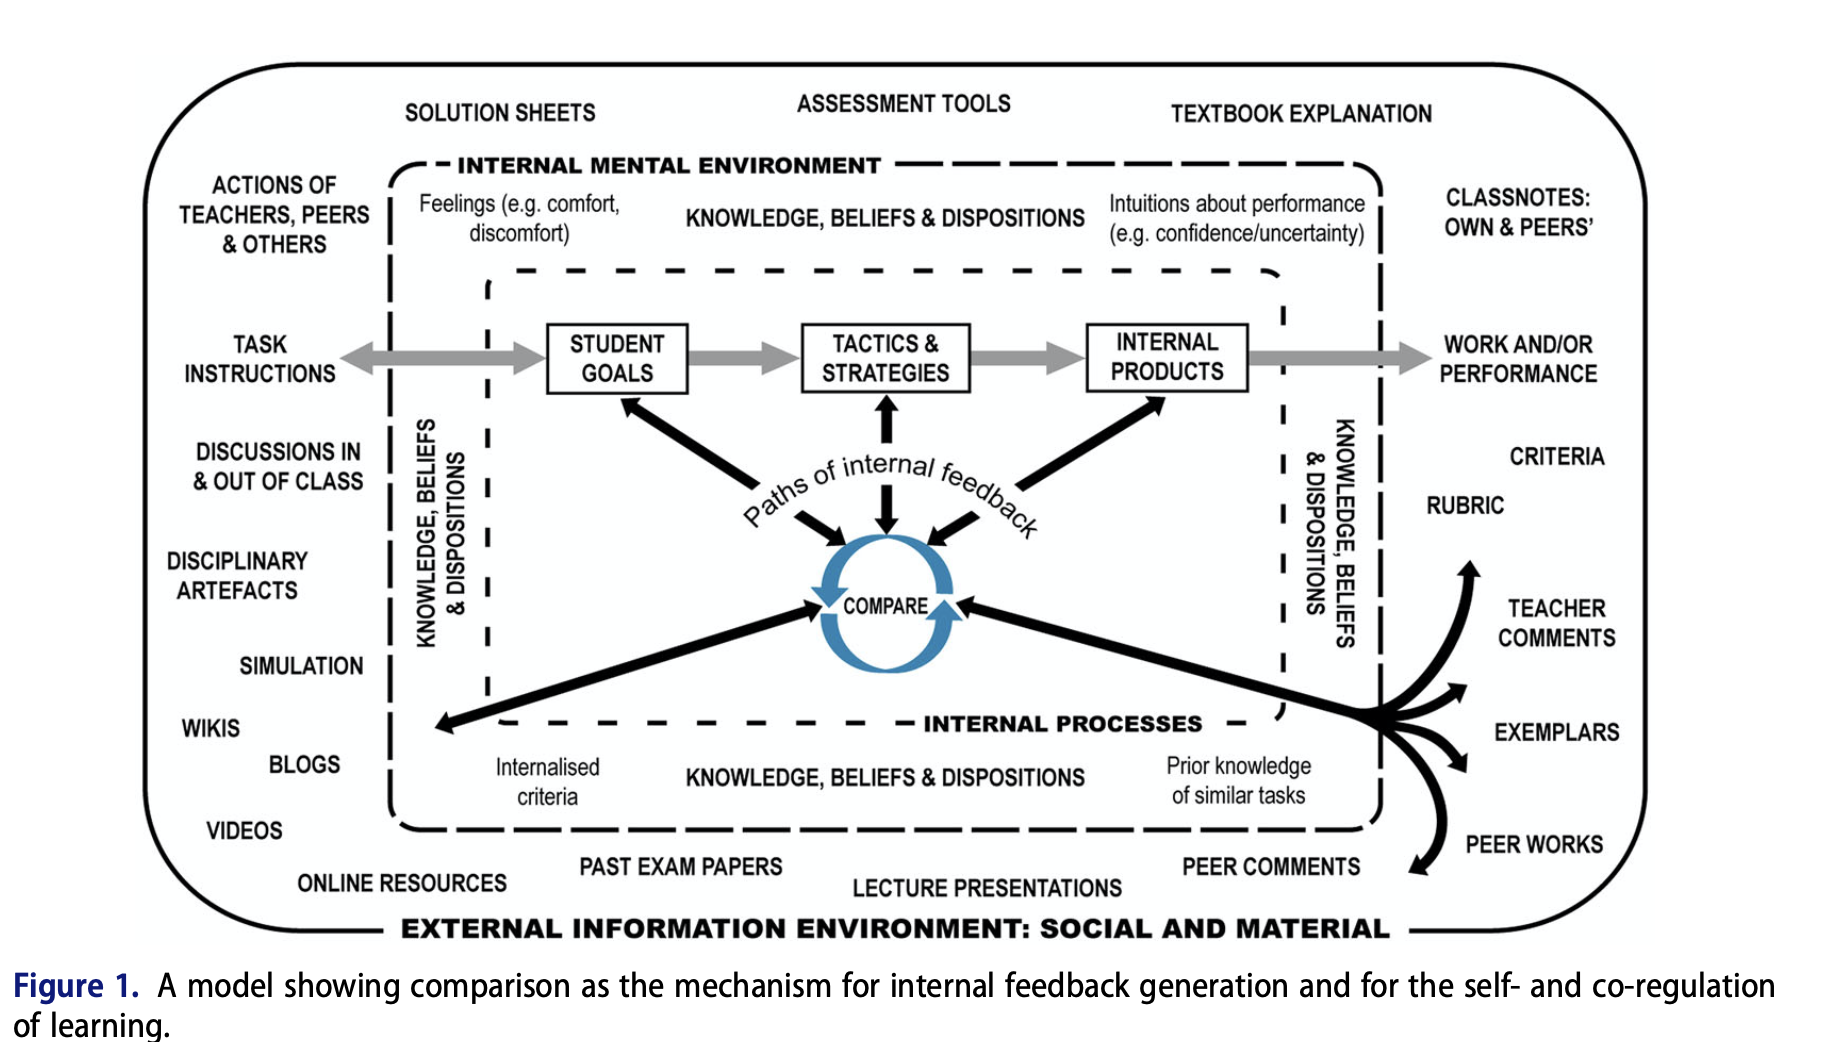 SOLUTION SHEETS
ASSESSMENT TOOLS
TEXTBOOK EXPLANATION
INTERNAL MENTAL ENVIRONMENT
ACTIONS OF
TEACHERS, PEERS
& OTHERS
Feelings (e.g. comfort,
discomfort)
KNOWLEDGE, BELIEFS & DISPOSITIONS
Intuitions about performance
(e.g. confidence/uncertainty)
CLASSNOTES:
OWN & PEERS’
TASK
INSTRUCTIONS
STUDENT
GOALS
TACTICS &
STRATEGIES
INTERNAL
PRODUCTS
WORK AND/OR
PERFORMANCE
DISCUSSIONS IN
& OUT OF CLASS
KNOWLEDGE, BELIEFS
& DISPOSITIONS
Paths of internal feedback
KNOWLEDGE, BELIEFS
& DISPOSITIONS
CRITERIA
RUBRIC
DISCIPLINARY
ARTEFACTS
COMPARE
TEACHER
COMMENTS
SIMULATION
WIKIS
INTERNAL PROCESSES
EXEMPLARS
BLOGS
Internalised
criteria
KNOWLEDGE, BELIEFS & DISPOSITIONS
Prior knowledge
of similar tasks
VIDEOS
PEER WORKS
ONLINE RESOURCES
PAST EXAM PAPERS
LECTURE PRESENTATIONS
PEER COMMENTS
EXTERNAL INFORMATION ENVIRONMENT: SOCIAL AND MATERIAL
Figure 1. A model showing comparison as the mechanism for internal feedback generation and for the self- and co-regulation
of learning.